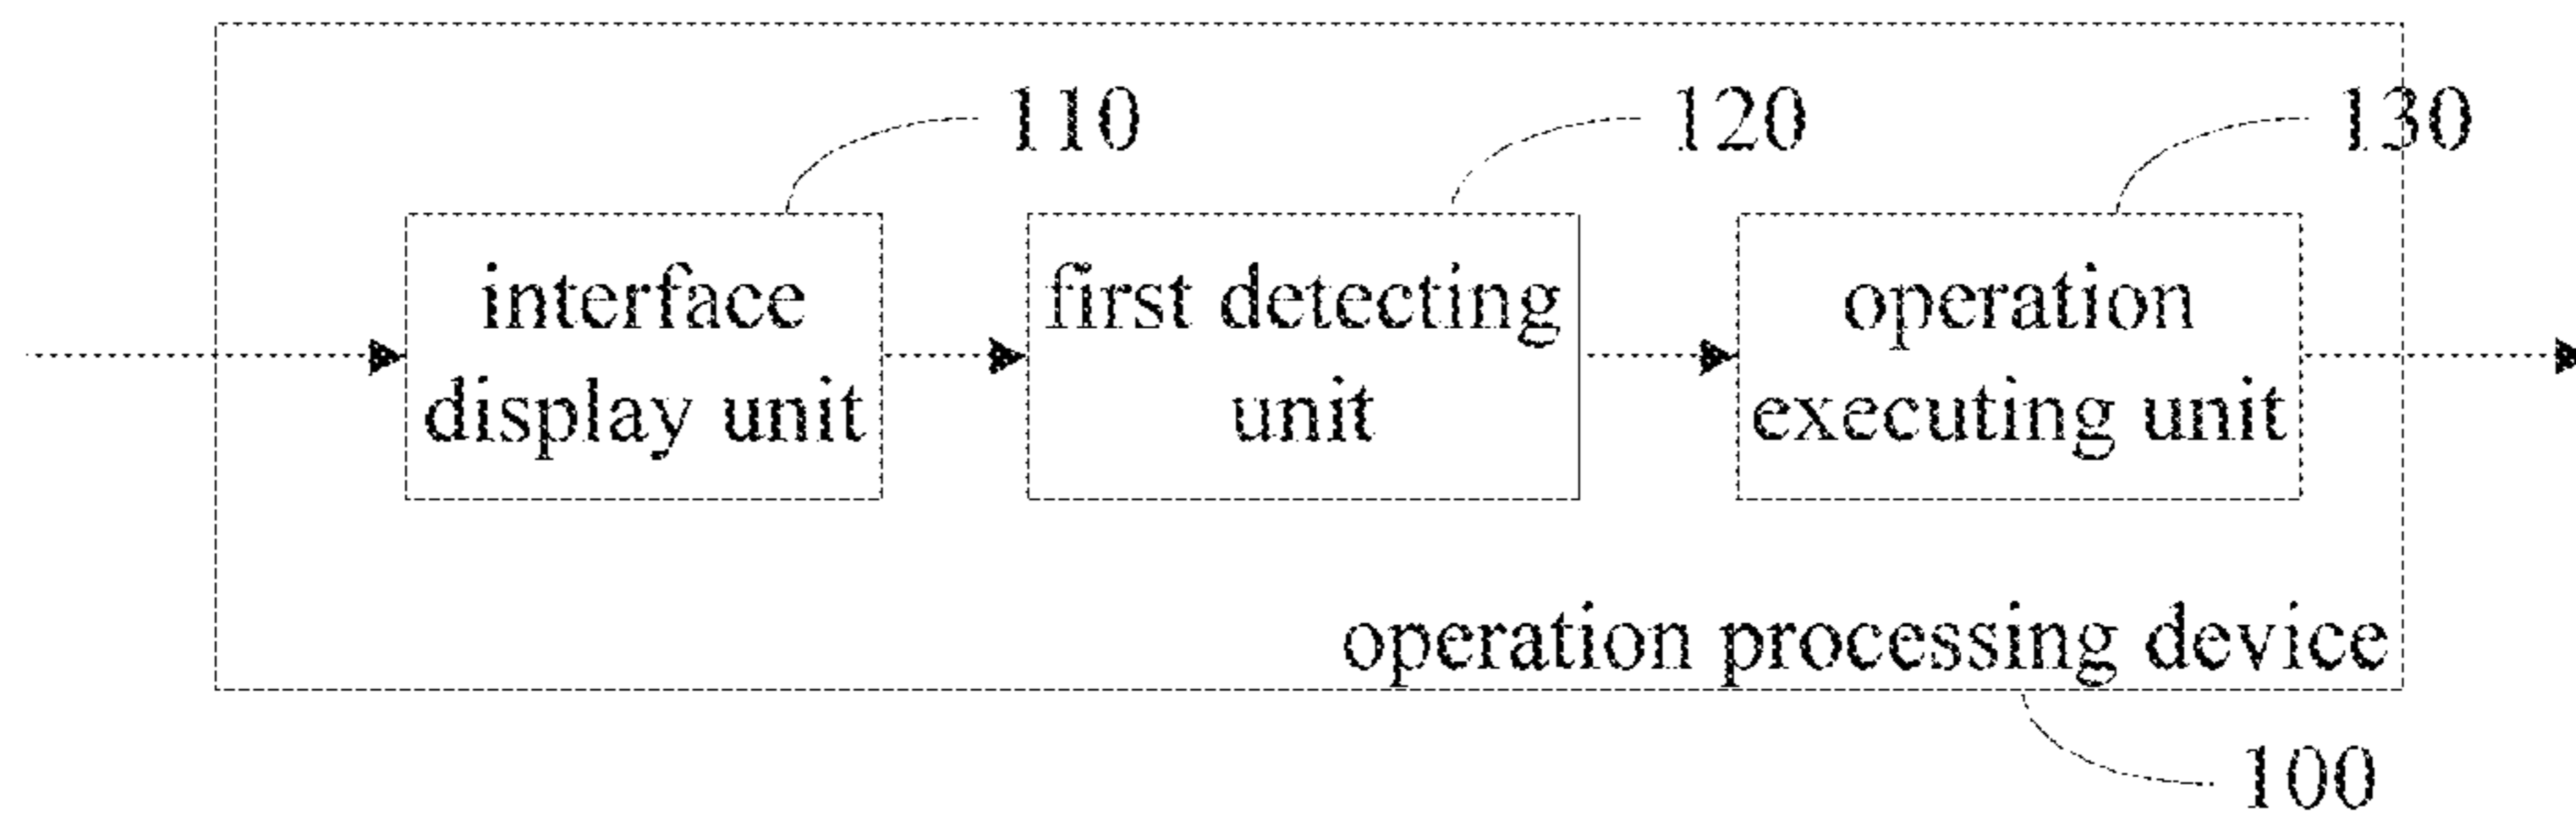 110
120
130
interface
display unit
first detecting
unit
operation
executing unit
operation processing device
100